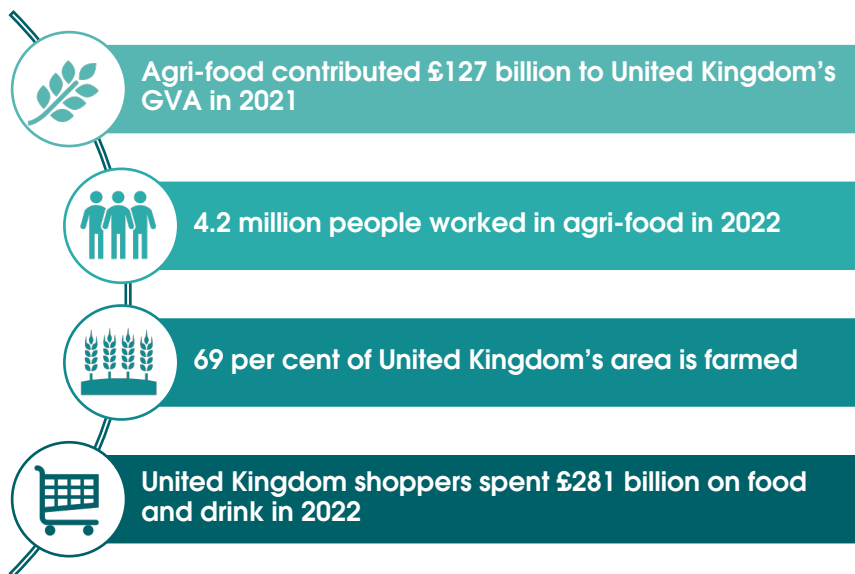 Agri-food contributed £127 billion to United Kingdom’s
GVA in 2021
4.2 million people worked in agri-food in 2022
69 per cent of United Kingdom’s area is farmed
United Kingdom shoppers spent £281 billion on food
and drink in 2022